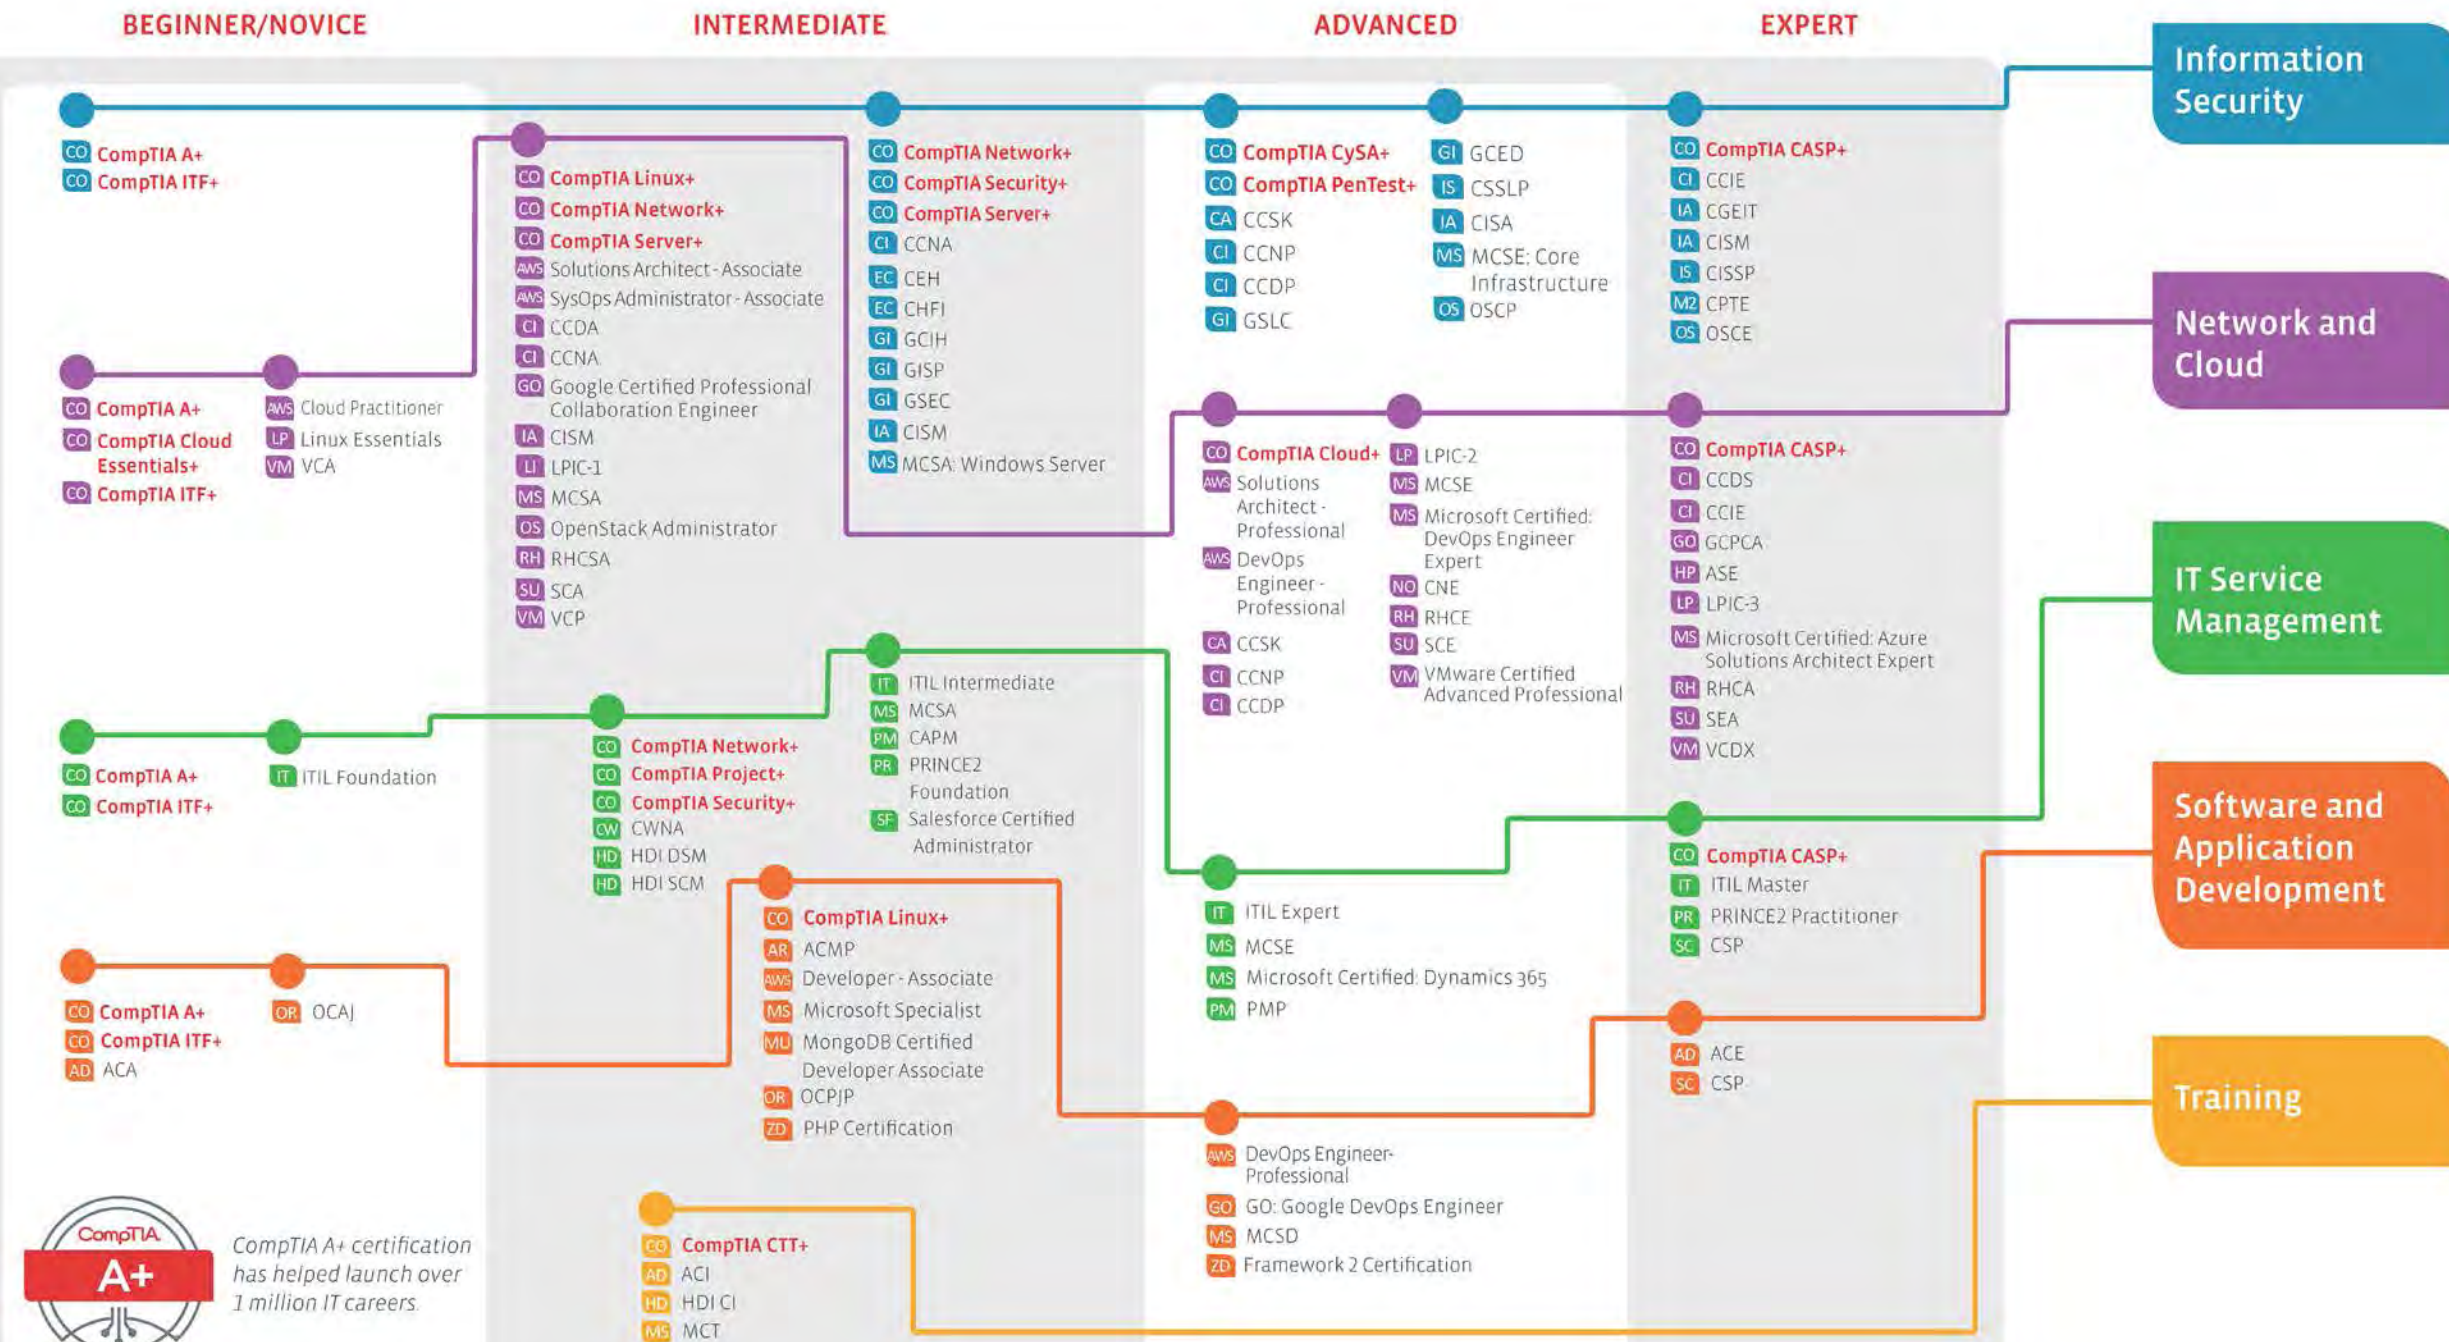 BEGINNER/NOVICE
INTERMEDIATE
ADVANCED
EXPERT
Information
Security
CO CompTIA A+
CO CompTIA ITF+
CO CompTIA Network+
CO CompTIA Security+
CO CompTIA Server+
CI CCNA
EC CEH
EC CHFI
GI GCIH
GI GISP
GI GSEC
IA CISM
MS MCSA: Windows Server
CO CompTIA CySA+
CO CompTIA PenTest+
CA CCSK
CI CCNP
CI CCDP
GI GSLC
GI GCED
IS CSSLP
IA CISA
MS MCSE: Core
Infrastructure
OS OSCP
CO CompTIA CASP+
CI CCIE
IA CGEIT
IA CISM
IS CISSP
M2 CPTE
OS OSCE
Network and
Cloud
CO CompTIA A+
CO CompTIA Cloud
Essentials+
CO CompTIA ITF+
AWS Cloud Practitioner
LP Linux Essentials
VM VCA
CO CompTIA Linux+
CO CompTIA Network+
CO CompTIA Server+
AWS Solutions Architect - Associate
AWS SysOps Administrator - Associate
CI CCDA
CI CCNA
GO Google Certified Professional
Collaboration Engineer
IA CISM
LI LPIC-1
MS MCSA
OS OpenStack Administrator
RH RHCSA
SU SCA
VM VCP
CO CompTIA Cloud+
AWS Solutions
Architect -
Professional
AWS DevOps
Engineer -
Professional
CA CCSK
CI CCNP
CI CCDP
LP LPIC-2
MS MCSE
MS Microsoft Certified:
DevOps Engineer
Expert
NO CNE
RH RHCE
SU SCE
VM VMware Certified
Advanced Professional
CO CompTIA CASP+
CI CCDS
CI CCIE
GO GCPCA
HP ASE
LP LPIC-3
MS Microsoft Certified: Azure
Solutions Architect Expert
RH RHCA
SU SEA
VM VCDX
IT Service
Management
CO CompTIA A+
CO CompTIA ITF+
IT ITIL Foundation
CO CompTIA Network+
CO CompTIA Project+
CO CompTIA Security+
CW CWNA
HD HDI DSM
HD HDI SCM
IT ITIL Intermediate
MS MCSA
PM CAPM
PR PRINCE2
Foundation
SF Salesforce Certified
Administrator
IT ITIL Expert
MS MCSE
MS Microsoft Certified: Dynamics 365
PM PMP
CO CompTIA CASP+
IT ITIL Master
PR PRINCE2 Practitioner
SC CSP
Software and
Application
Development
CO CompTIA A+
CO CompTIA ITF+
AD ACA
OR OCAJ
CO CompTIA Linux+
AR ACMP
AWS Developer - Associate
MS Microsoft Specialist
MU MongoDB Certified
Developer Associate
OR OCPJP
ZD PHP Certification
AWS DevOps Engineer-
Professional
GO GO: Google DevOps Engineer
MS MCSD
ZD Framework 2 Certification
AD ACE
SC CSP
Training
CO CompTIA CTT+
AD ACI
HD HDI CI
MS MCT
CompTIA
A+
CompTIA A+ certification
has helped launch over
1 million IT careers.